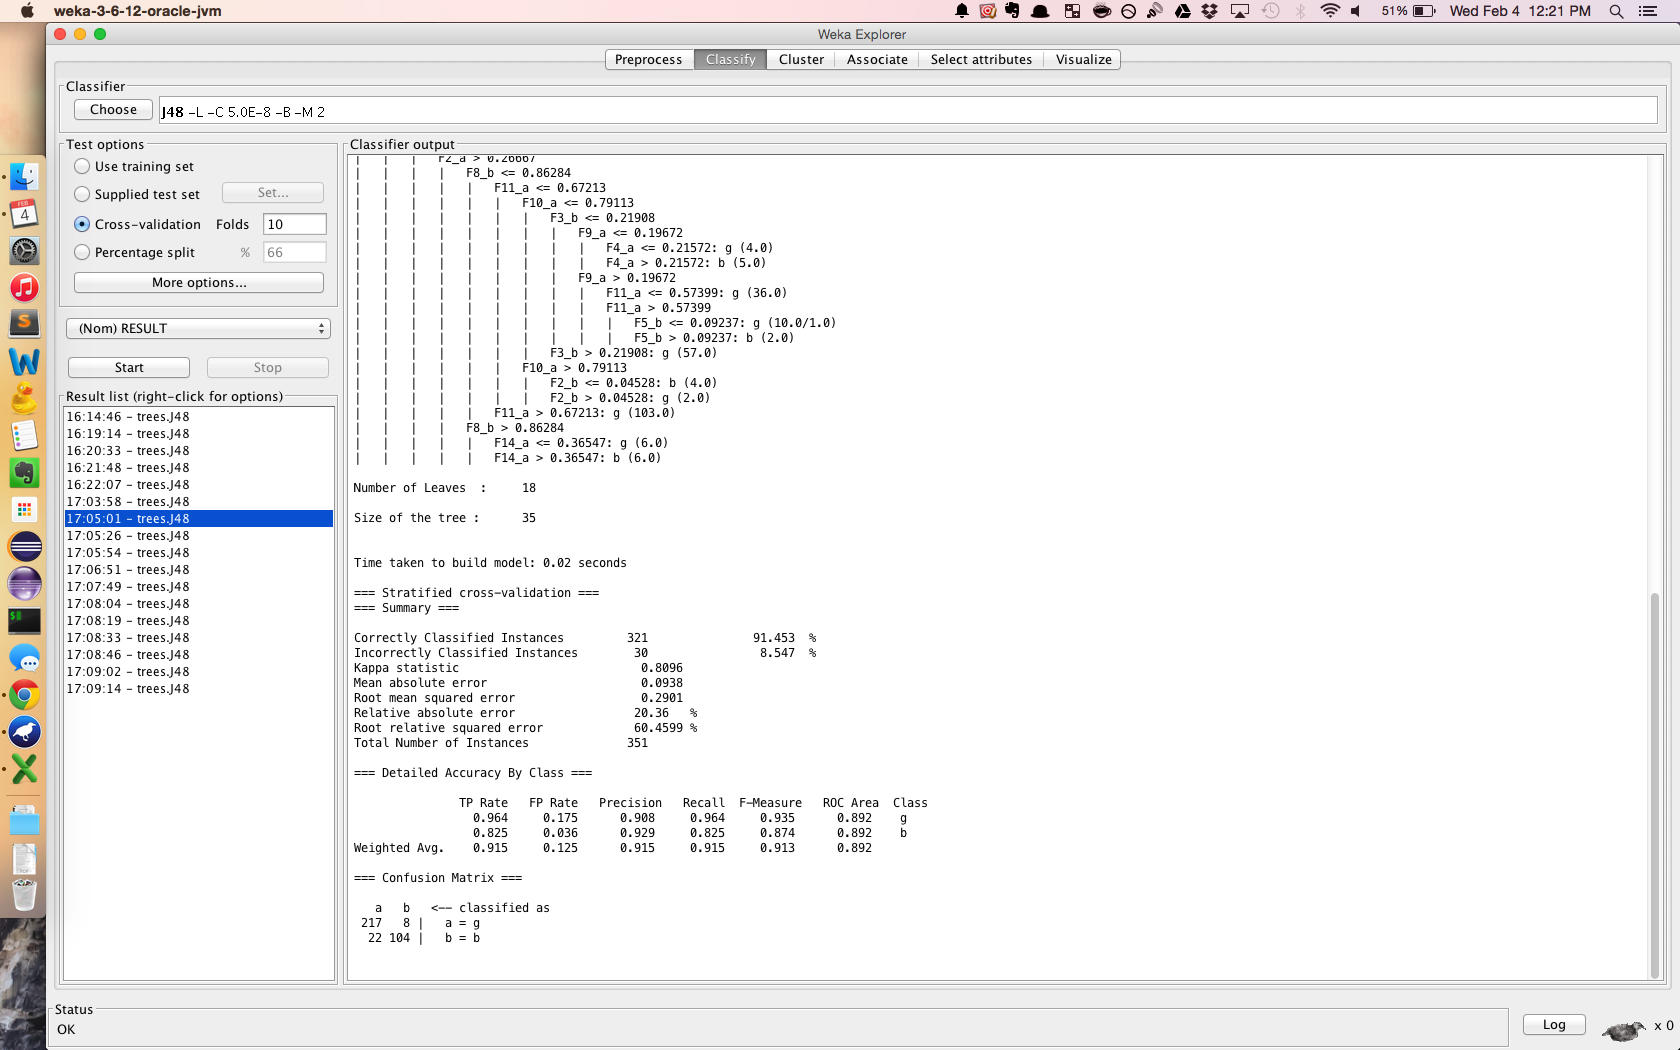 weka-3-6-12-oracle-jvm
51%
Wed Feb 4 12:21 PM
Weka Explorer
Preprocess Classify Cluster Associate Select attributes Visualize
Classifier
Choose
J48 -L -C 5.0E-8 -B -M 2
Test options
Use training set
Supplied test set Set...
Cross-validation Folds 10
Percentage split % 66
More options...
(Nom) RESULT
Start Stop
Result list (right-click for options)
16:14:46 - trees.J48
16:19:14 - trees.J48
16:20:33 - trees.J48
16:21:48 - trees.J48
16:22:07 - trees.J48
17:03:58 - trees.J48
17:05:01 - trees.J48
17:05:26 - trees.J48
17:05:54 - trees.J48
17:06:51 - trees.J48
17:07:49 - trees.J48
17:08:04 - trees.J48
17:08:19 - trees.J48
17:08:33 - trees.J48
17:08:46 - trees.J48
17:09:02 - trees.J48
17:09:14 - trees.J48
Classifier output
| | | F2_a > 0.26667
| | | | F8_b <= 0.86284
| | | | | F11_a <= 0.67213
| | | | | | F10_a <= 0.79113
| | | | | | | F3_b <= 0.21908
| | | | | | | | F9_a <= 0.19672
| | | | | | | | | F4_a <= 0.21572: g (4.0)
| | | | | | | | | F4_a > 0.21572: b (5.0)
| | | | | | | | F9_a > 0.19672
| | | | | | | | | F11_a <= 0.57399: g (36.0)
| | | | | | | | | F11_a > 0.57399
| | | | | | | | | | F5_b <= 0.09237: g (10.0/1.0)
| | | | | | | | | | F5_b > 0.09237: b (2.0)
| | | | | | | F3_b > 0.21908: g (57.0)
| | | | | | F10_a > 0.79113
| | | | | | | F2_b <= 0.04528: b (4.0)
| | | | | | | F2_b > 0.04528: g (2.0)
| | | | | F11_a > 0.67213: g (103.0)
| | | | F8_b > 0.86284
| | | | | F14_a <= 0.36547: g (6.0)
| | | | | F14_a > 0.36547: b (6.0)
Number of Leaves : 18
Size of the tree : 35
Time taken to build model: 0.02 seconds
=== Stratified cross-validation ===
=== Summary ===
Correctly Classified Instances 321 91.453 %
Incorrectly Classified Instances 30 8.547 %
Kappa statistic 0.8096
Mean absolute error 0.0938
Root mean squared error 0.2901
Relative absolute error 20.36 %
Root relative squared error 60.4599 %
Total Number of Instances 351
=== Detailed Accuracy By Class ===
TP Rate FP Rate Precision Recall F-Measure ROC Area Class
0.964 0.175 0.908 0.964 0.935 0.892 g
0.825 0.036 0.929 0.825 0.874 0.892 b
Weighted Avg. 0.915 0.125 0.915 0.915 0.913 0.892
=== Confusion Matrix ===
a b <-- classified as
217 8 | a = g
22 104 | b = b
Status
OK
Log
x 0
FEB
4